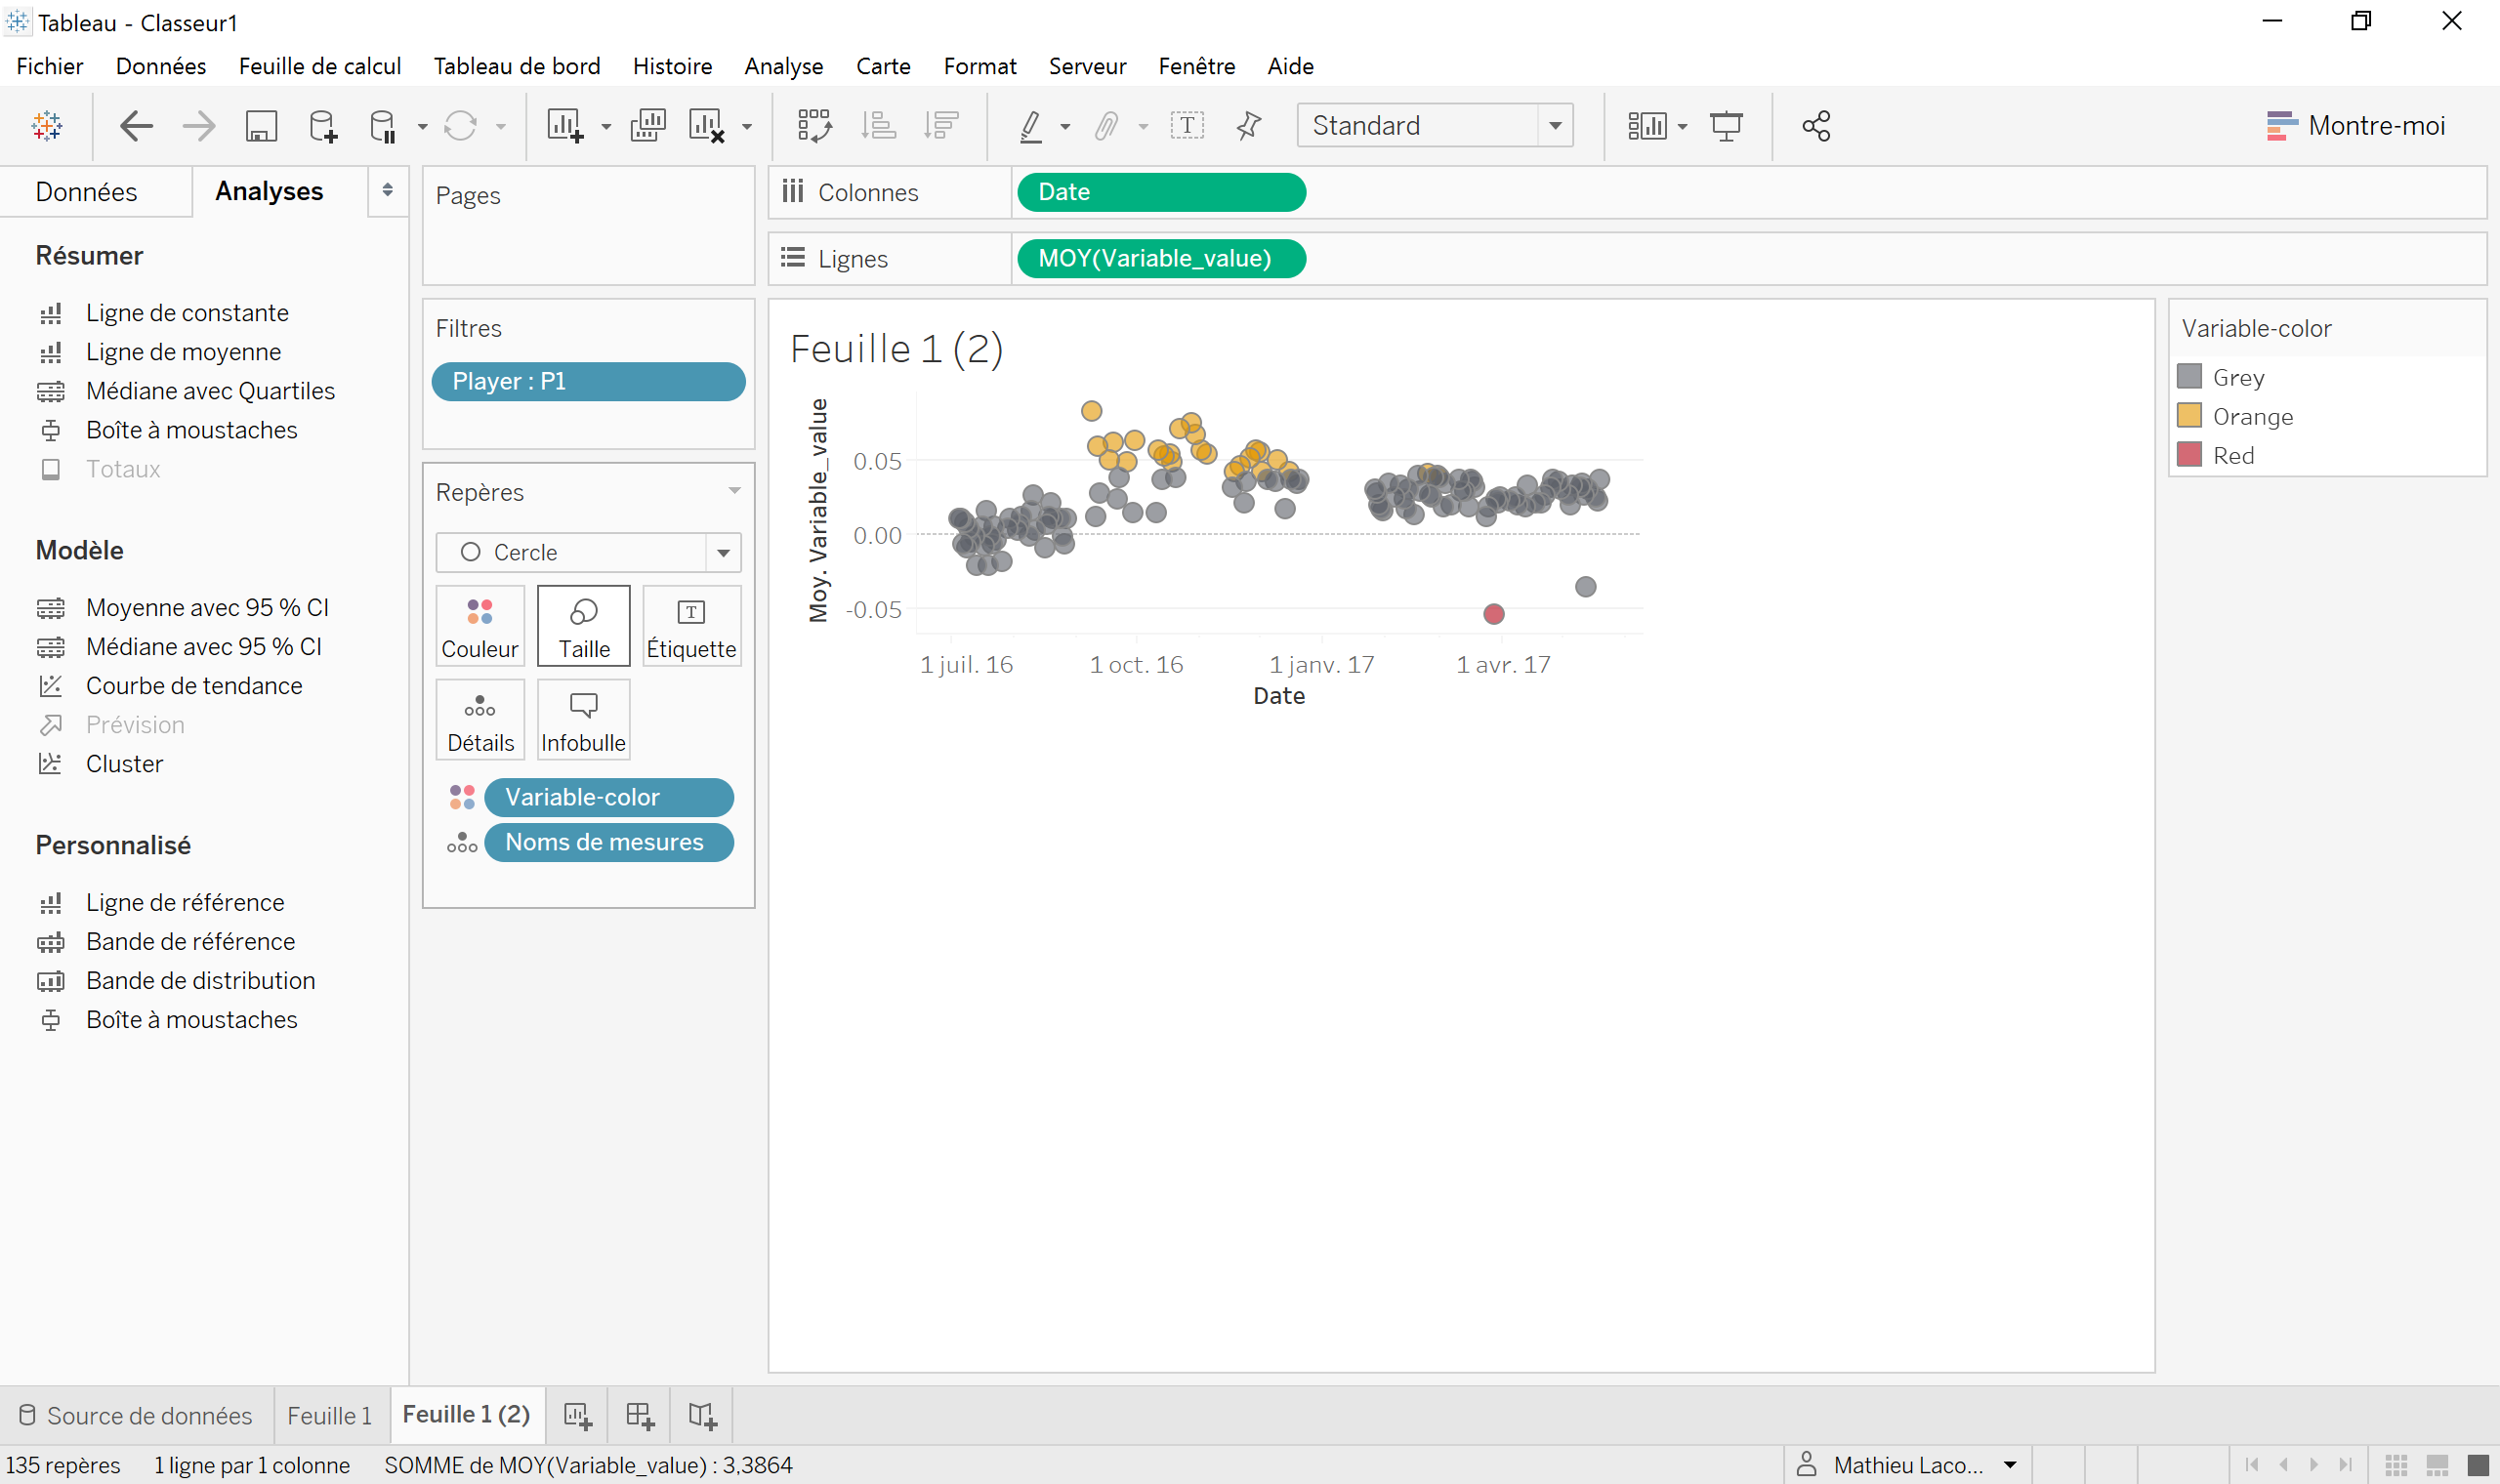 Tableau - Classeur1
Fichier Données Feuille de calcul Tableau de bord Histoire Analyse Carte Format Serveur Fenêtre Aide
Standard
Montre-moi
Données Analyses
Résumer
Ligne de constante
Ligne de moyenne
Médiane avec Quartiles
Boîte à moustaches
Totaux
Modèle
Moyenne avec 95 % CI
Médiane avec 95 % CI
Courbe de tendance
Prévision
Cluster
Personnalisé
Ligne de référence
Bande de référence
Bande de distribution
Boîte à moustaches
Pages
Filtres
Player : P1
Repères
Cercle
Couleur Taille Étiquette
T
Détails Infobulle
Variable-color
Noms de mesures
Colonnes Date
Lignes MOY(Variable_value)
Feuille 1 (2)
Moy. Variable_value
0.05
0.00
-0.05
1 juil. 16 1 oct. 16 1 janv. 17 1 avr. 17
Date
Variable-color
Grey
Orange
Red
Source de données Feuille 1 Feuille 1 (2)
135 repères 1 ligne par 1 colonne SOMME de MOY(Variable_value) : 3,3864 Mathieu Laco...